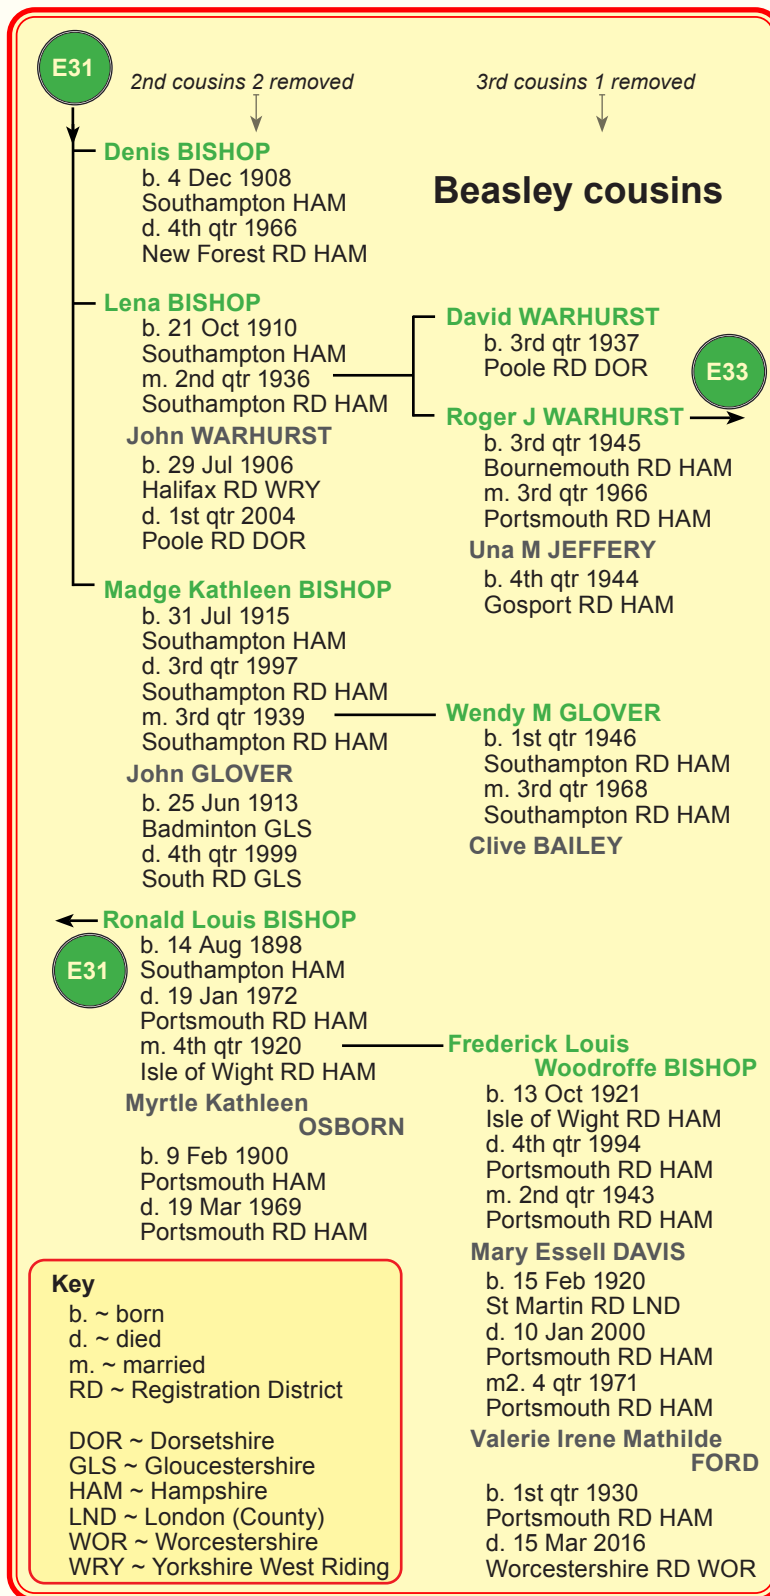 E31
2nd cousins 2 removed
3rd cousins 1 removed
Beasley cousins
Denis BISHOP
b. 4 Dec 1908
Southampton HAM
d. 4th qtr 1966
New Forest RD HAM
Lena BISHOP
b. 21 Oct 1910
Southampton HAM
m. 2nd qtr 1936
Southampton RD HAM
John WARHURST
b. 29 Jul 1906
Halifax RD WRY
d. 1st qtr 2004
Poole RD DOR
David WARHURST
b. 3rd qtr 1937
Poole RD DOR
E33
Roger J WARHURST
b. 3rd qtr 1945
Bournemouth RD HAM
m. 3rd qtr 1966
Portsmouth RD HAM
Una M JEFFERY
b. 4th qtr 1944
Gosport RD HAM
Madge Kathleen BISHOP
b. 31 Jul 1915
Southampton HAM
d. 3rd qtr 1997
Southampton RD HAM
m. 3rd qtr 1939
Southampton RD HAM
John GLOVER
b. 25 Jun 1913
Badminton GLS
d. 4th qtr 1999
South RD GLS
Wendy M GLOVER
b. 1st qtr 1946
Southampton RD HAM
m. 3rd qtr 1968
Southampton RD HAM
Clive BAILEY
Ronald Louis BISHOP
E31
b. 14 Aug 1898
Southampton HAM
d. 19 Jan 1972
Portsmouth RD HAM
m. 4th qtr 1920
Isle of Wight RD HAM
Myrtle Kathleen
OSBORN
b. 9 Feb 1900
Portsmouth HAM
d. 19 Mar 1969
Portsmouth RD HAM
Frederick Louis
Woodroffe BISHOP
b. 13 Oct 1921
Isle of Wight RD HAM
d. 4th qtr 1994
Portsmouth RD HAM
m. 2nd qtr 1943
Portsmouth RD HAM
Mary Essell DAVIS
b. 15 Feb 1920
St Martin RD LND
d. 10 Jan 2000
Portsmouth RD HAM
m2. 4 qtr 1971
Portsmouth RD HAM
Valerie Irene Mathilde
FORD
b. 1st qtr 1930
Portsmouth RD HAM
d. 15 Mar 2016
Worcestershire RD WOR
Key
b. ~ born
d. ~ died
m. ~ married
RD ~ Registration District
DOR ~ Dorsetshire
GLS ~ Gloucestershire
HAM ~ Hampshire
LND ~ London (County)
WOR ~ Worcestershire
WRY ~ Yorkshire West Riding